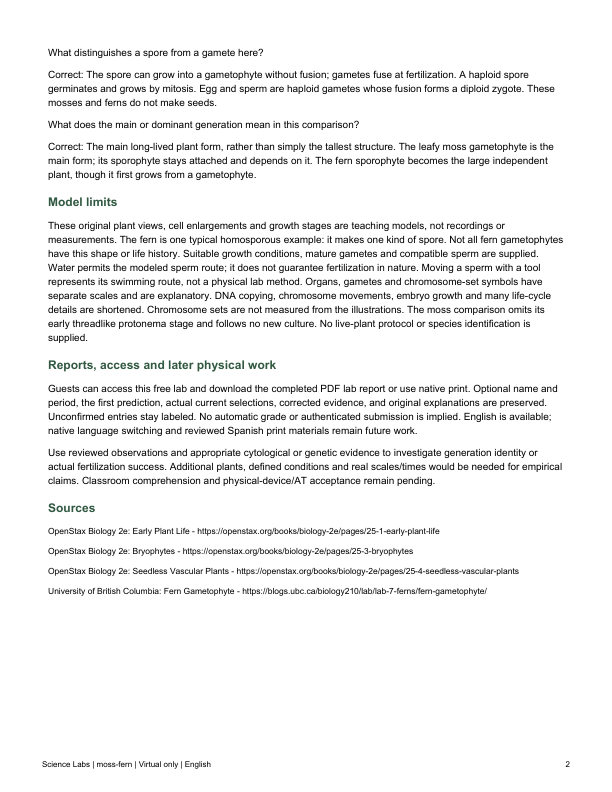 What distinguishes a spore from a gamete here?
Correct: The spore can grow into a gametophyte without fusion; gametes fuse at fertilization. A haploid spore
germinates and grows by mitosis. Egg and sperm are haploid gametes whose fusion forms a diploid zygote. These
mosses and ferns do not make seeds.
What does the main or dominant generation mean in this comparison?
Correct: The main long-lived plant form, rather than simply the tallest structure. The leafy moss gametophyte is the
main form; its sporophyte stays attached and depends on it. The fern sporophyte becomes the large independent
plant, though it first grows from a gametophyte.
Model limits
These original plant views, cell enlargements and growth stages are teaching models, not recordings or
measurements. The fern is one typical homosporous example: it makes one kind of spore. Not all fern gametophytes
have this shape or life history. Suitable growth conditions, mature gametes and compatible sperm are supplied.
Water permits the modeled sperm route; it does not guarantee fertilization in nature. Moving a sperm with a tool
represents its swimming route, not a physical lab method. Organs, gametes and chromosome-set symbols have
separate scales and are explanatory. DNA copying, chromosome movements, embryo growth and many life-cycle
details are shortened. Chromosome sets are not measured from the illustrations. The moss comparison omits its
early threadlike protonema stage and follows no new culture. No live-plant protocol or species identification is
supplied.
Reports, access and later physical work
Guests can access this free lab and download the completed PDF lab report or use native print. Optional name and
period, the first prediction, actual current selections, corrected evidence, and original explanations are preserved.
Unconfirmed entries stay labeled. No automatic grade or authenticated submission is implied. English is available;
native language switching and reviewed Spanish print materials remain future work.
Use reviewed observations and appropriate cytological or genetic evidence to investigate generation identity or
actual fertilization success. Additional plants, defined conditions and real scales/times would be needed for empirical
claims. Classroom comprehension and physical-device/AT acceptance remain pending.
Sources
OpenStax Biology 2e: Early Plant Life - https://openstax.org/books/biology-2e/pages/25-1-early-plant-life
OpenStax Biology 2e: Bryophytes - https://openstax.org/books/biology-2e/pages/25-3-bryophytes
OpenStax Biology 2e: Seedless Vascular Plants - https://openstax.org/books/biology-2e/pages/25-4-seedless-vascular-plants
University of British Columbia: Fern Gametophyte - https://blogs.ubc.ca/biology210/lab/lab-7-ferns/fern-gametophyte/
Science Labs | moss-fern | Virtual only | English 2